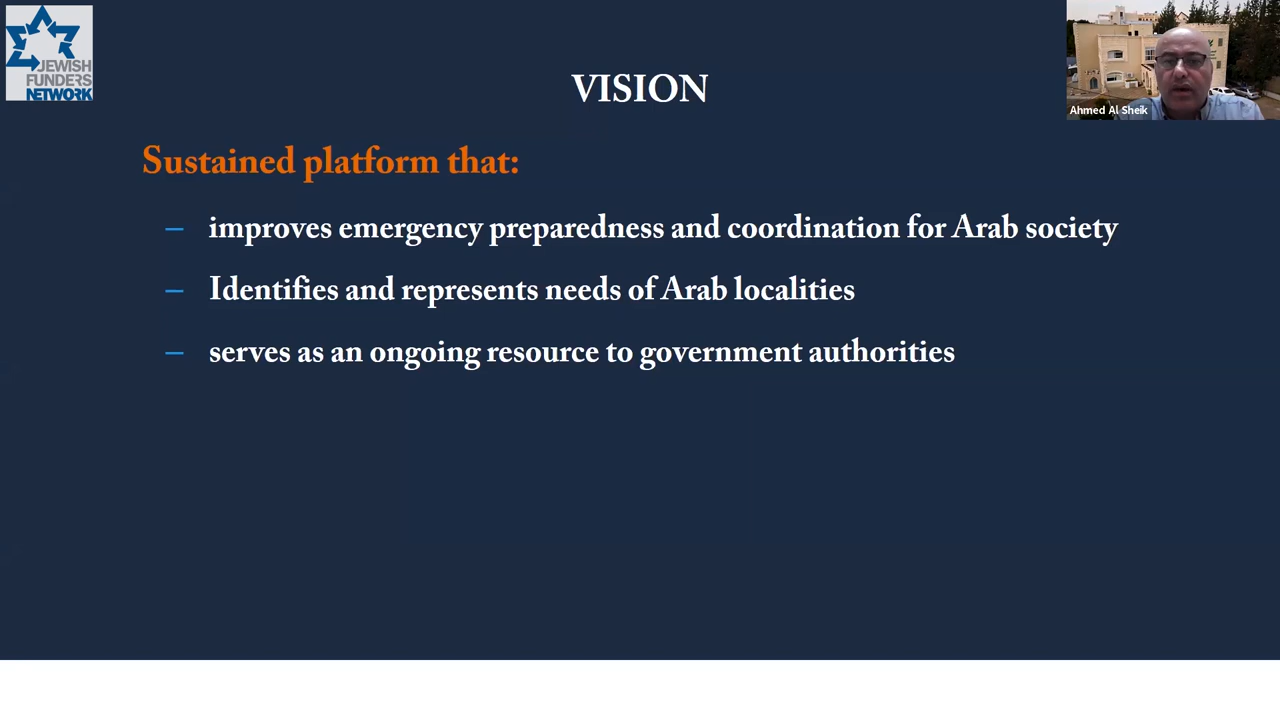 JEWISH
FUNDERS
NETWORK
VISION
Ahmed Al Sheik
Sustained platform that:
– improves emergency preparedness and coordination for Arab society
– Identifies and represents needs of Arab localities
– serves as an ongoing resource to government authorities